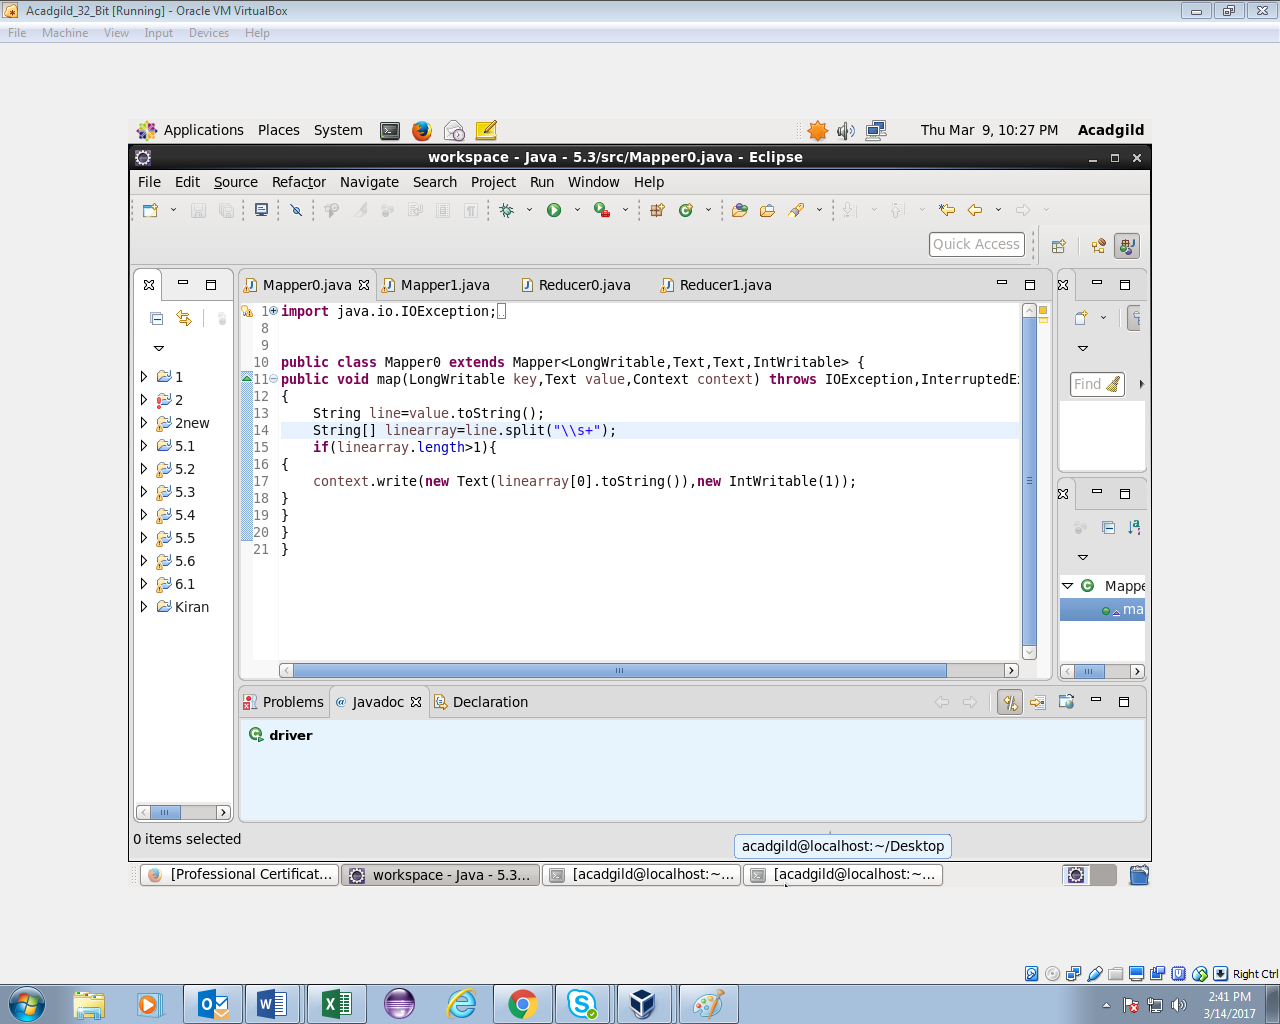 Acadgild_32_Bit [Running] - Oracle VM VirtualBox
File Machine View Input Devices Help
Applications Places System Thu Mar 9, 10:27 PM Acadgild
workspace - Java - 5.3/src/Mapper0.java - Eclipse
File Edit Source Refactor Navigate Search Project Run Window Help
Quick Access
Mapper0.java Mapper1.java Reducer0.java Reducer1.java
1 import java.io.IOException;
8
9
10 public class Mapper0 extends Mapper<LongWritable,Text,Text,IntWritable> {
11 public void map(LongWritable key,Text value,Context context) throws IOException,InterruptedEx
12 {
13 String line=value.toString();
14 String[] linearray=line.split("\\s+");
15 if(linearray.length>1){
16 {
17 context.write(new Text(linearray[0].toString()),new IntWritable(1));
18 }
19 }
20 }
21 }
1
2
2new
5.1
5.2
5.3
5.4
5.5
5.6
6.1
Kiran
Find
Mappe
ma
Problems Javadoc Declaration
driver
0 items selected
acadgild@localhost:~/Desktop
[Professional Certificat... workspace - Java - 5.3... [acadgild@localhost:~... [acadgild@localhost:~...
Right Ctrl
2:41 PM
3/14/2017